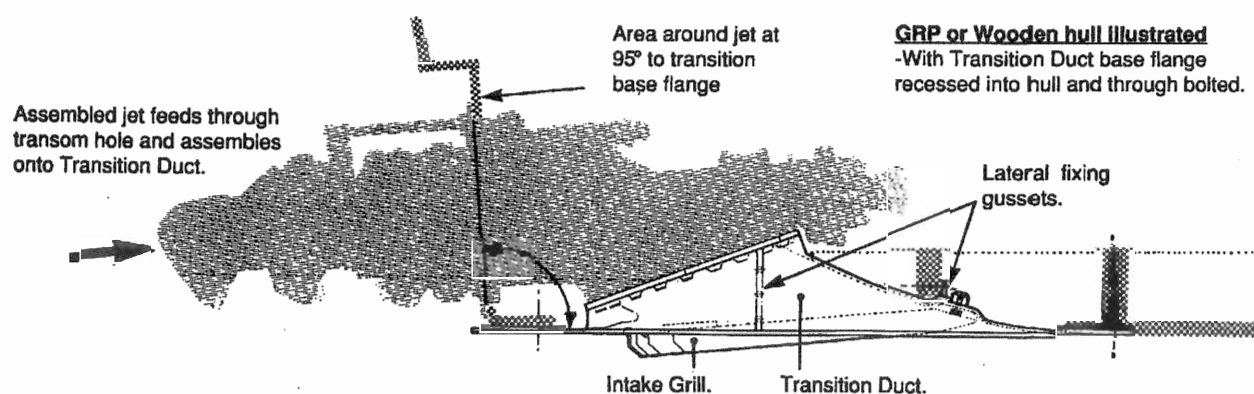 Area around jet at
95° to transition
base flange
GRP or Wooden hull illustrated
-With Transition Duct base flange
recessed into hull and through bolted.
Assembled jet feeds through
transom hole and assembles
onto Transition Duct.
Lateral fixing
gussets.
Intake Grill.
Transition Duct.